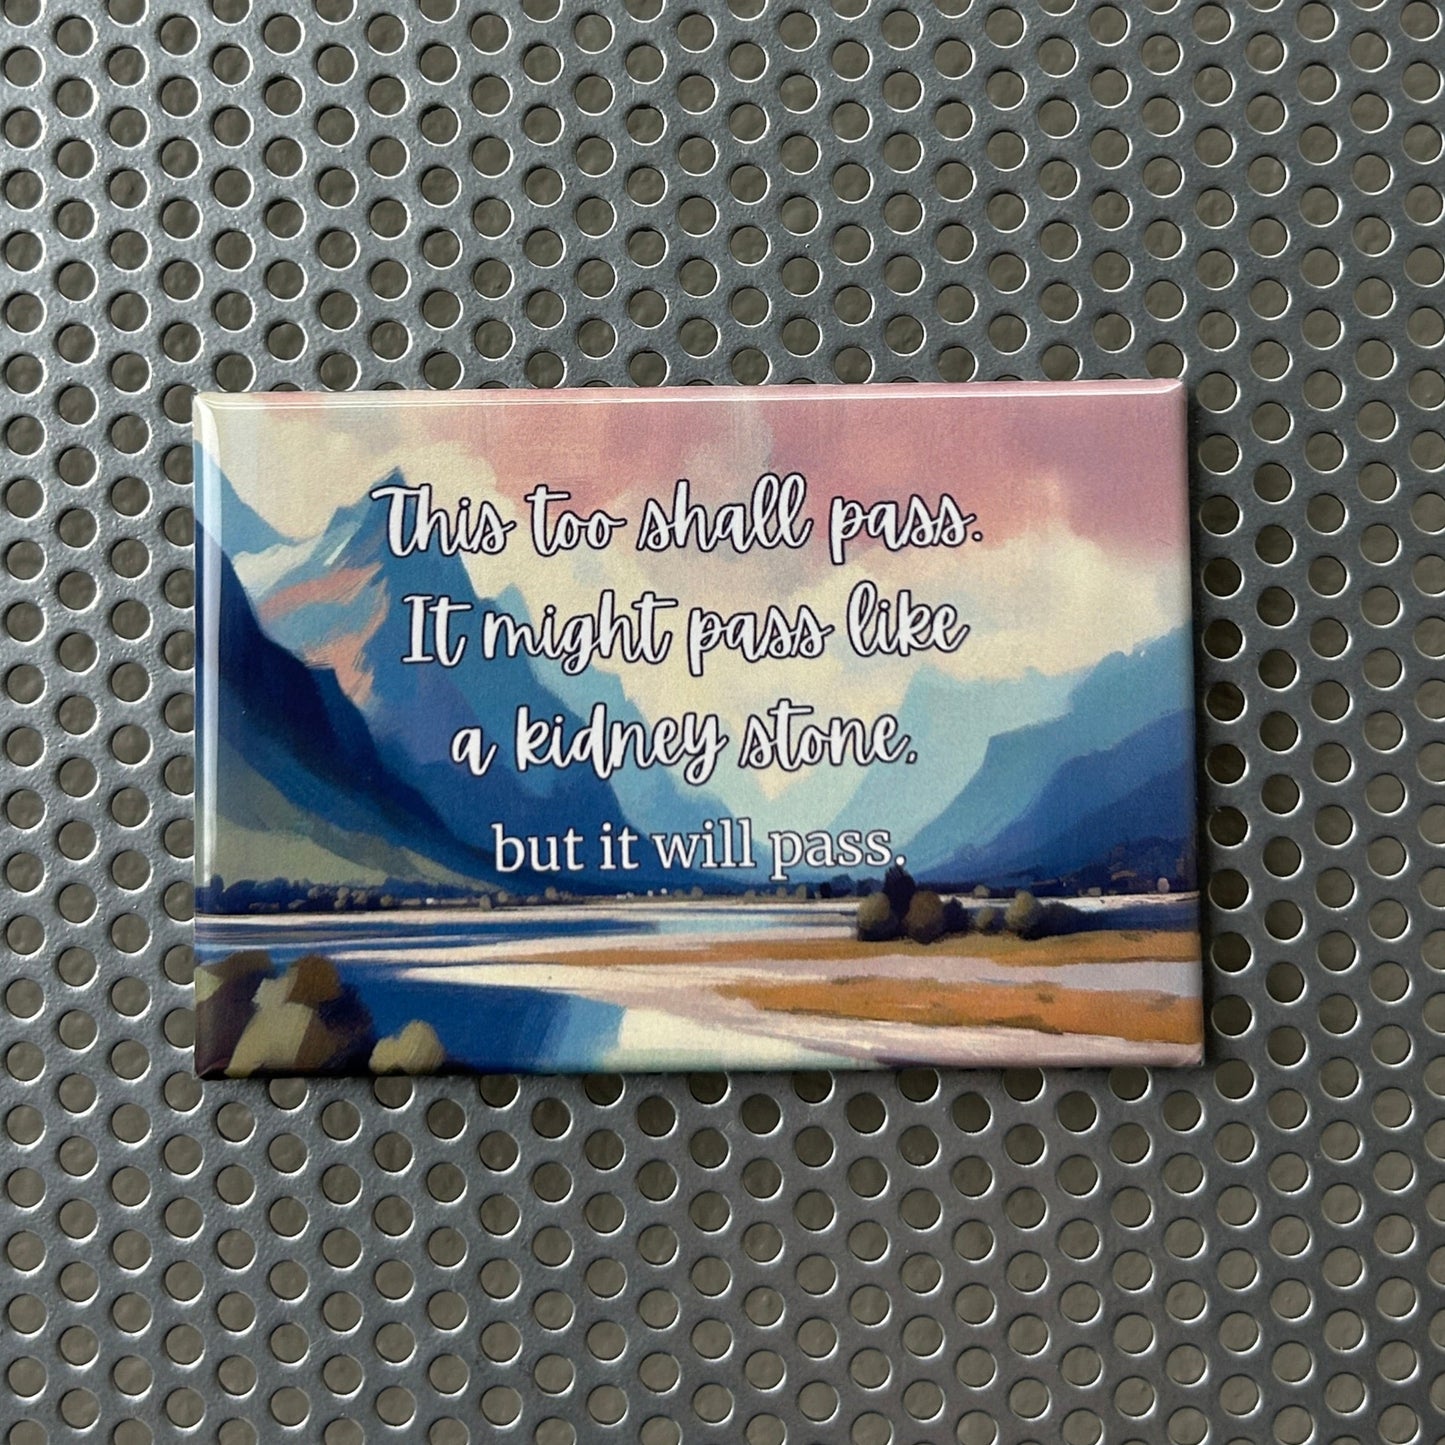 This too shall pass.
It might pass like
a kidney stone,
but it will pass.